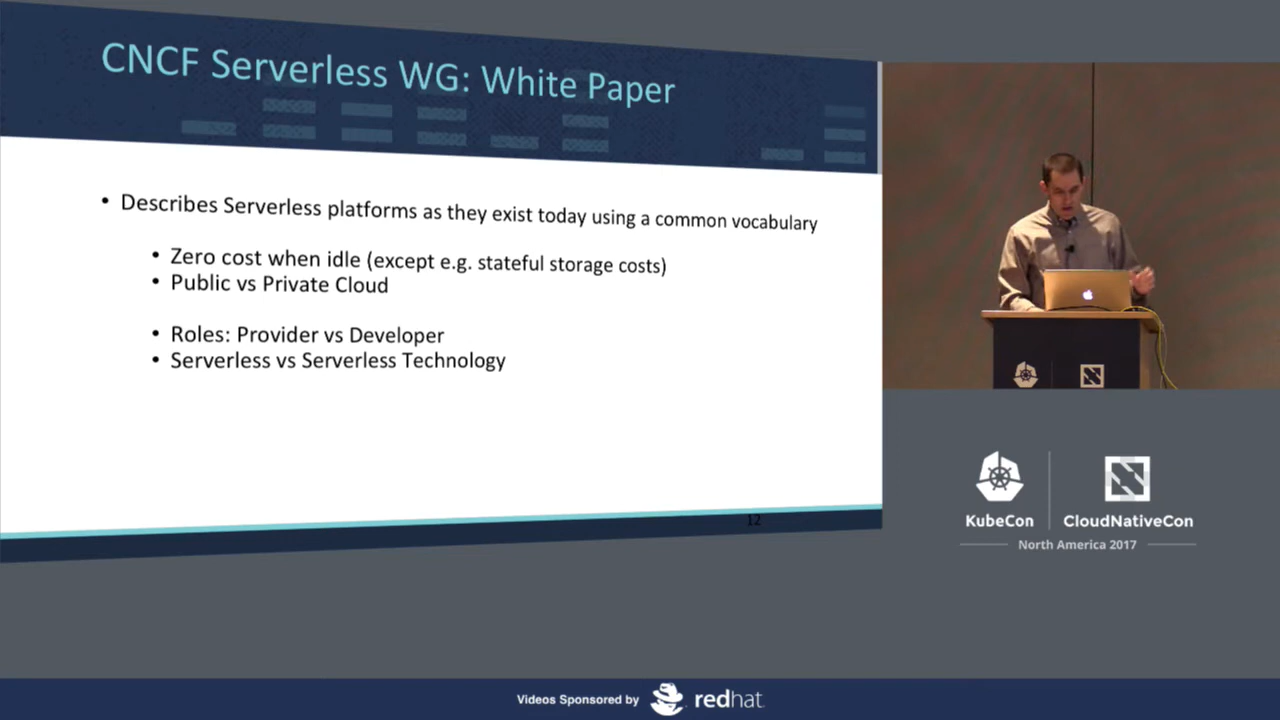 CNCF Serverless WG: White Paper
• Describes Serverless platforms as they exist today using a common vocabulary
• Zero cost when idle (except e.g. stateful storage costs)
• Public vs Private Cloud
• Roles: Provider vs Developer
• Serverless vs Serverless Technology
12
KubeCon
CloudNativeCon
North America 2017
Videos Sponsored by
redhat